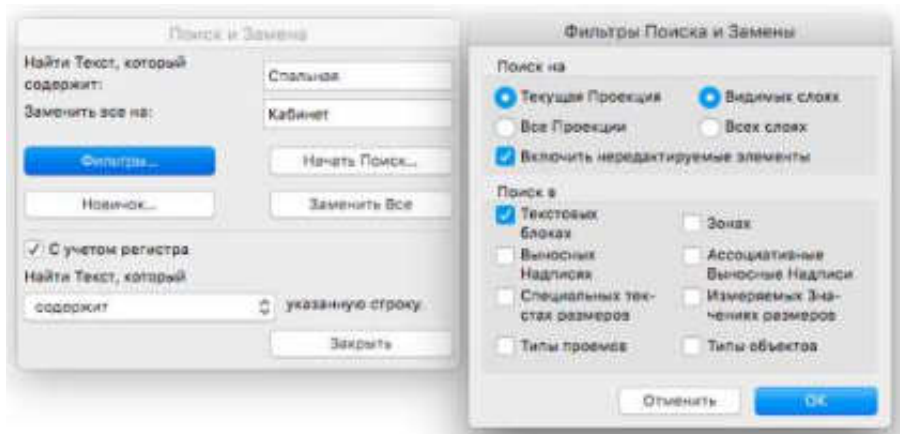 Поиск и Замена
Найти Текст, который
содержит:
Спальная
Заменить все на:
Кабинет
Фильтры...
Начать Поиск...
Новичок...
Заменить Все
С учетом регистра
Найти Текст, который
содержит
указанную строку.
Закрыть
Фильтры Поиска и Замены
Поиск на
Текущая Проекция
Видимых слоях
Все Проекции
Всех слоях
Включить нередактируемые элементы
Поиск в
Текстовых
блоках
Зонах
Выносных
Надписях
Ассоциативные
Выносные Надписи
Специальных тек-
стах размеров
Измеряемых Зна-
чениях размеров
Типы проемов
Типы объектов
Отменить
OK